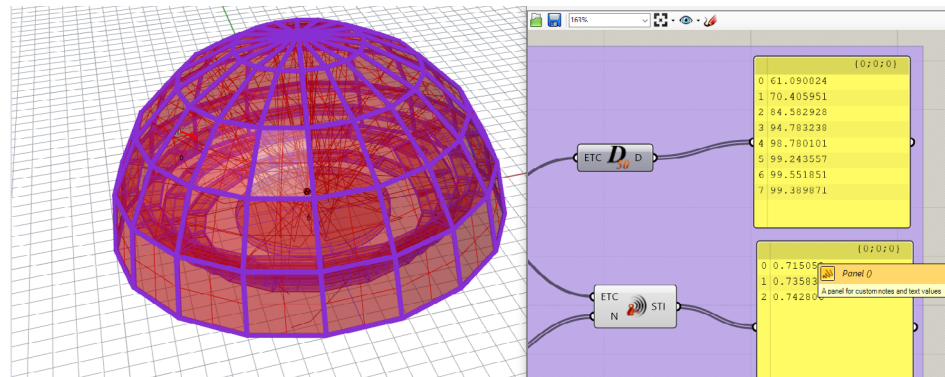 163%
{0;0;0}
0 61.090024
1 70.405951
2 84.582928
3 94.783238
4 98.780101
5 99.243557
6 99.551851
7 99.389871
ETC D50 D
{0;0;0}
0 0.71505
1 0.73583
2 0.74280
Panel ()
A panel for custom notes and text values
ETC
N
STI